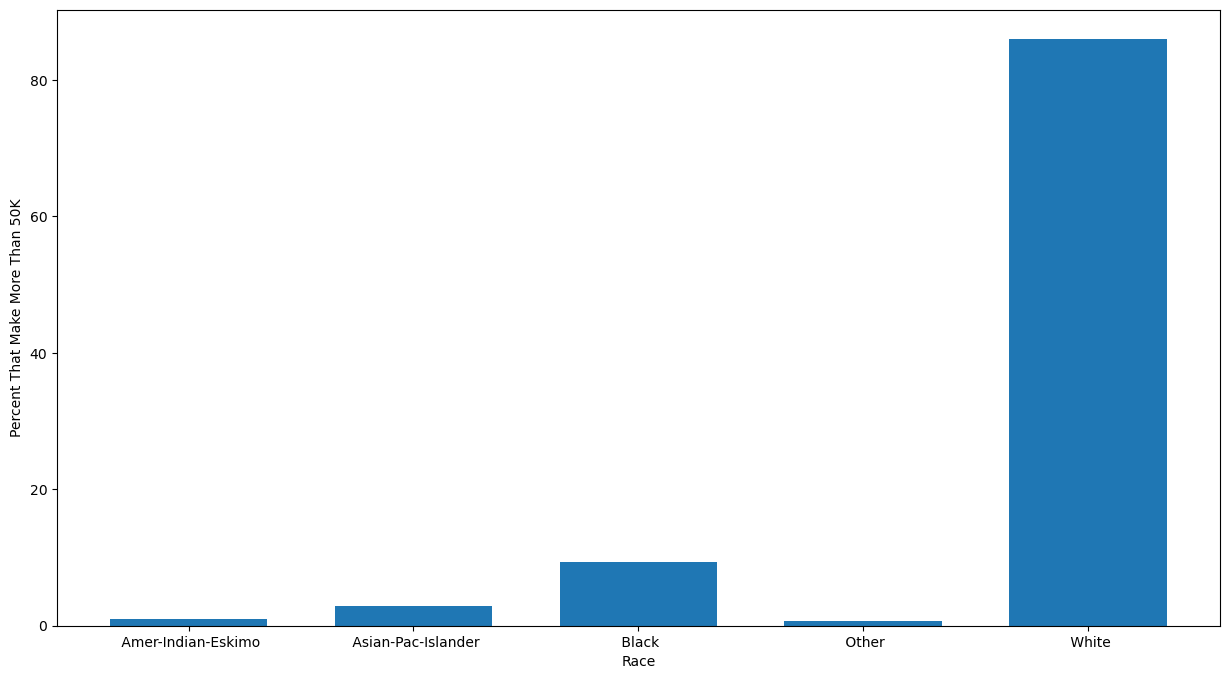 Percent That Make More Than 50K
80
60
40
20
0
Amer-Indian-Eskimo Asian-Pac-Islander Black Other White
Race